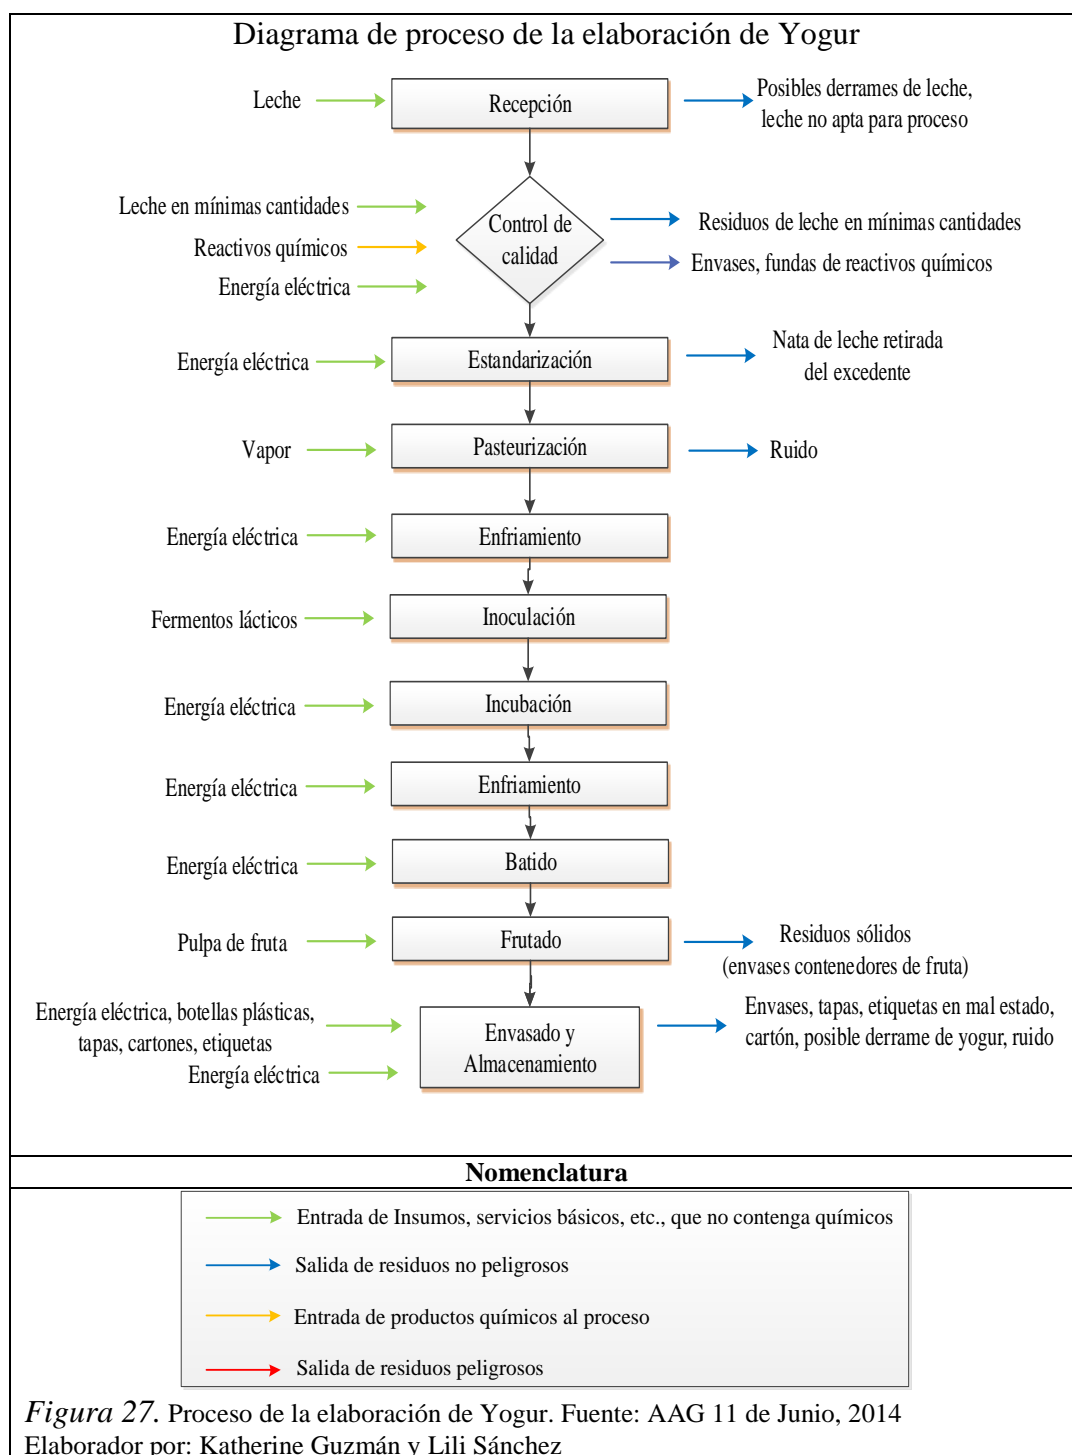 Diagrama de proceso de la elaboración de Yogur
Leche
Recepción
Posibles derrames de leche,
leche no apta para proceso
Leche en mínimas cantidades
Reactivos químicos
Energía eléctrica
Control de
calidad
Residuos de leche en mínimas cantidades
Envases, fundas de reactivos químicos
Energía eléctrica
Estandarización
Nata de leche retirada
del excedente
Vapor
Pasteurización
Ruido
Energía eléctrica
Enfriamiento
Fermentos lácticos
Inoculación
Energía eléctrica
Incubación
Energía eléctrica
Enfriamiento
Energía eléctrica
Batido
Pulpa de fruta
Frutado
Residuos sólidos
(envases contenedores de fruta)
Energía eléctrica, botellas plásticas,
tapas, cartones, etiquetas
Energía eléctrica
Envasado y
Almacenamiento
Envases, tapas, etiquetas en mal estado,
cartón, posible derrame de yogur, ruido
Nomenclatura
Entrada de Insumos, servicios básicos, etc., que no contenga químicos
Salida de residuos no peligrosos
Entrada de productos químicos al proceso
Salida de residuos peligrosos
Figura 27. Proceso de la elaboración de Yogur. Fuente: AAG 11 de Junio, 2014
Elaborador por: Katherine Guzmán y Lili Sánchez